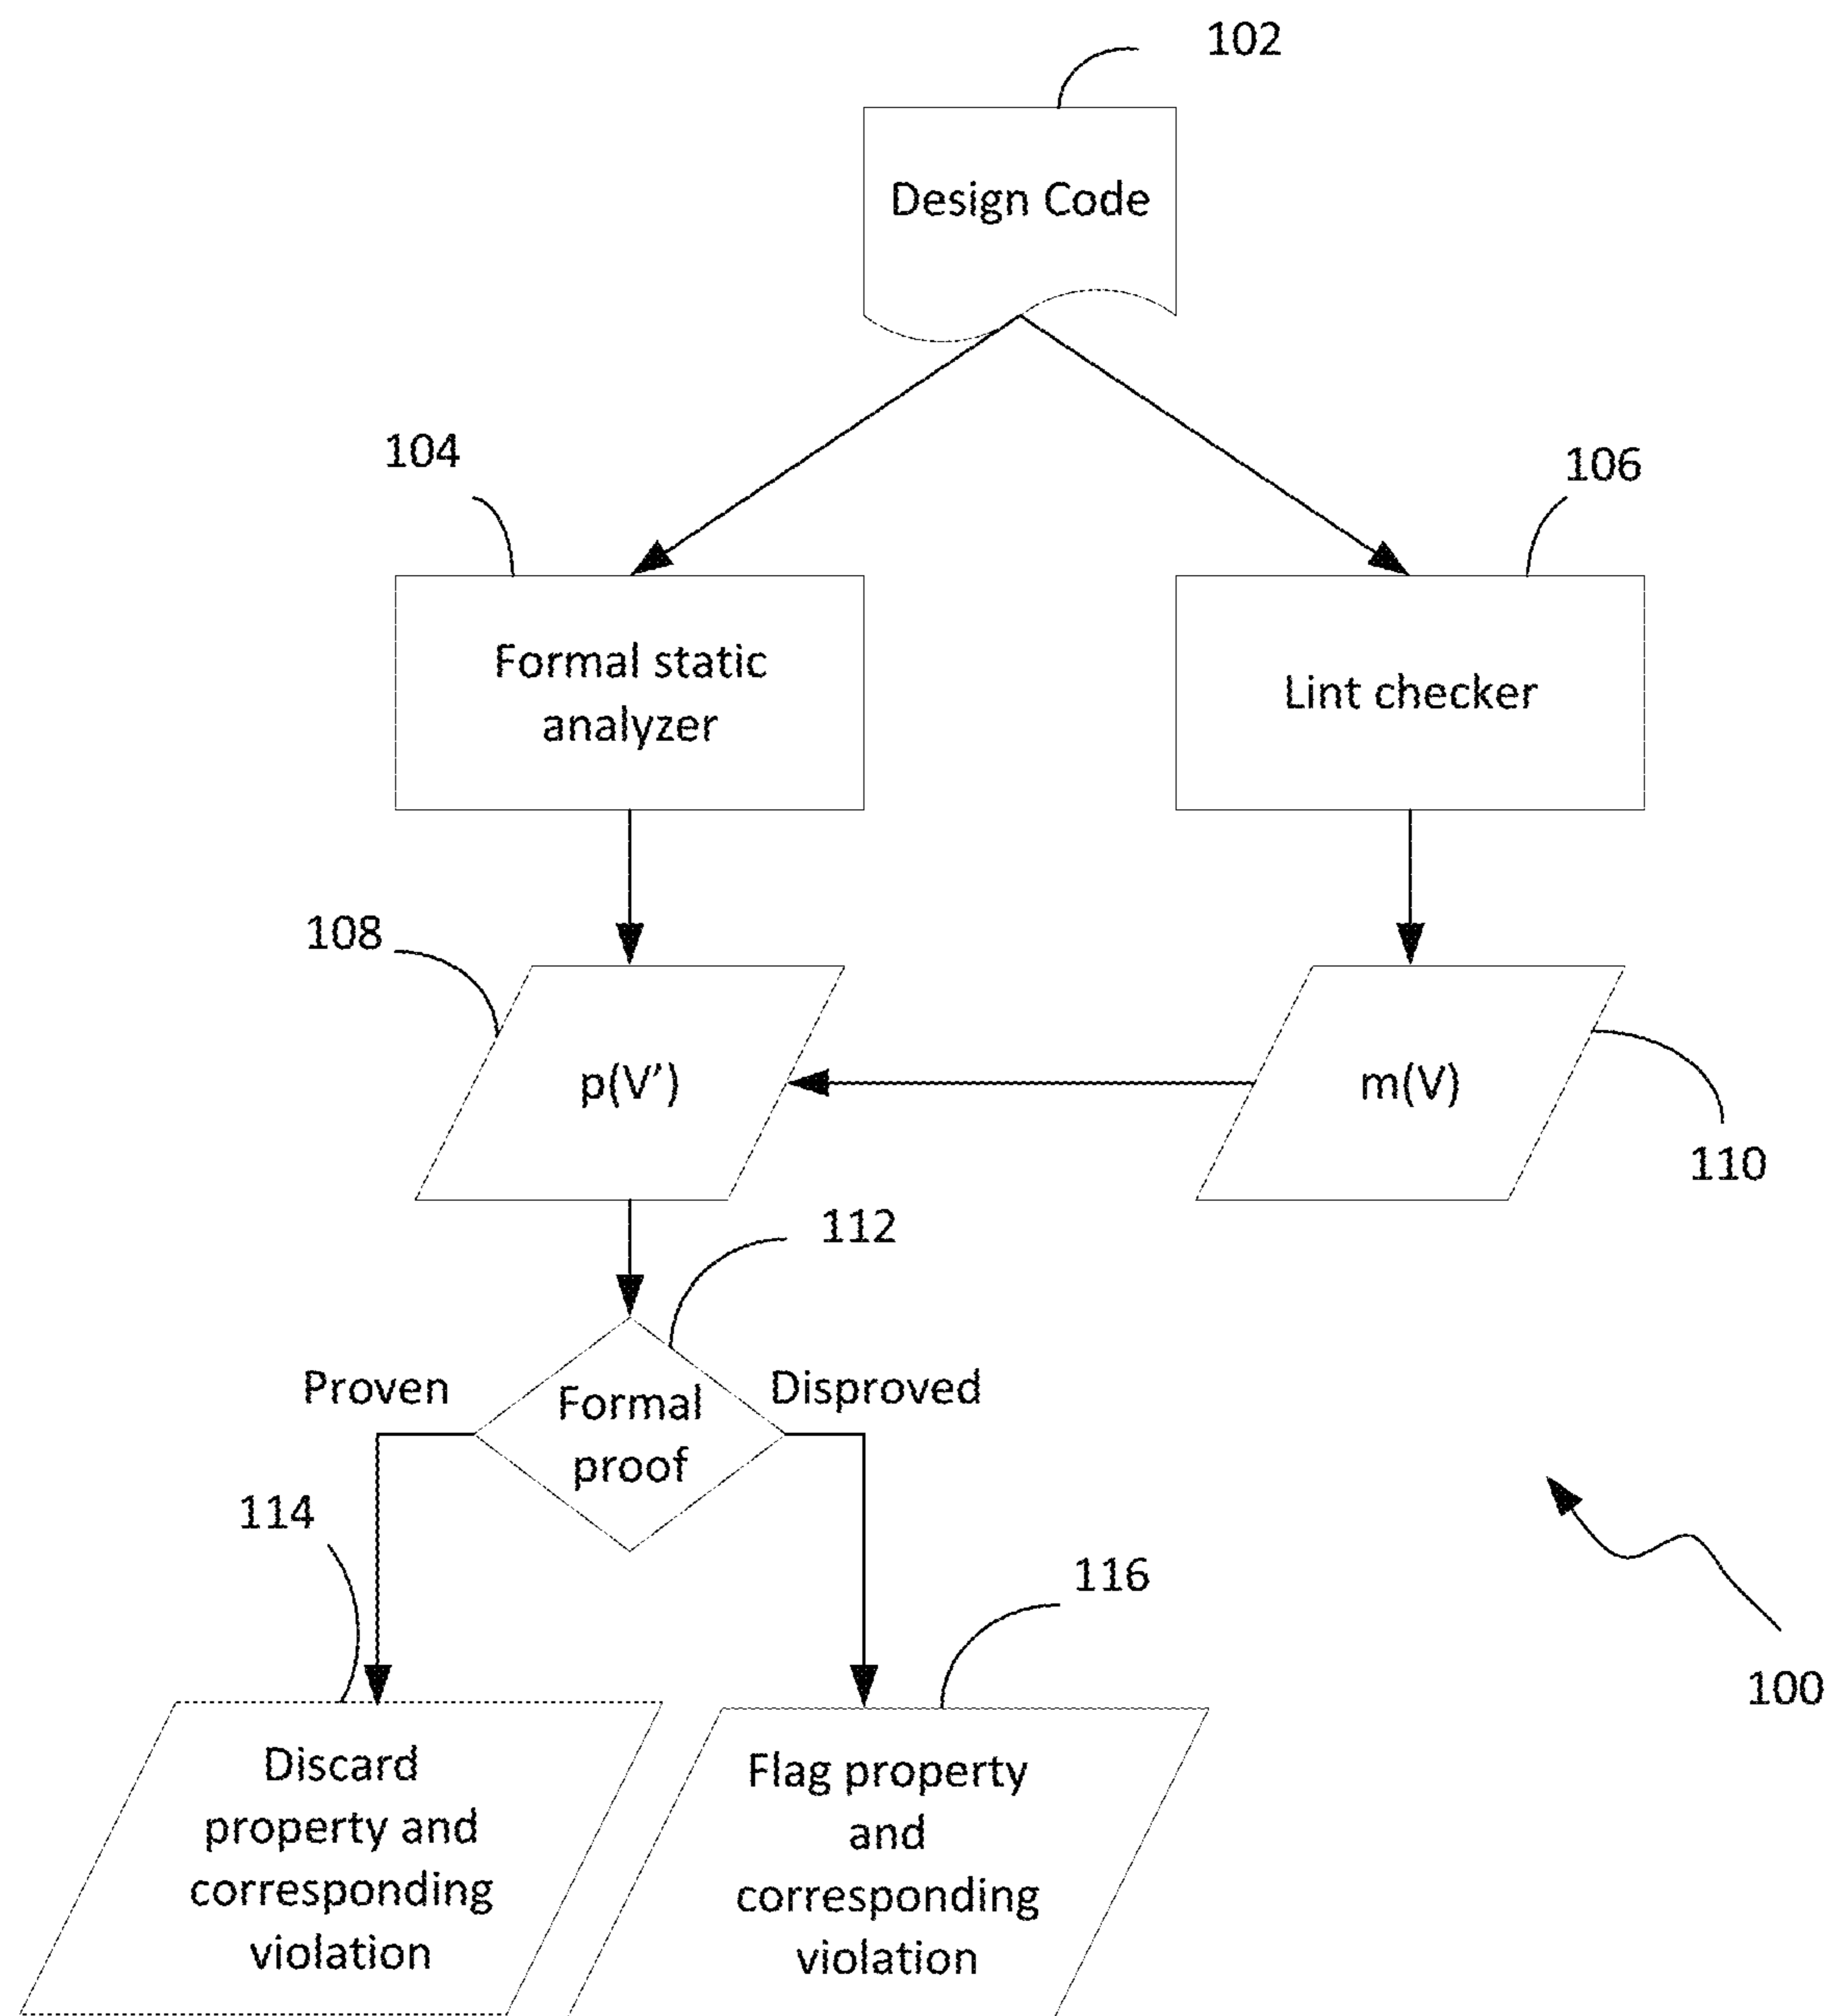 102
Design Code
104
106
Formal static
analyzer
Lint checker
108
p(V’)
m(V)
110
112
Proven
Formal
proof
Disproved
114
116
100
Discard
property and
corresponding
violation
Flag property
and
corresponding
violation